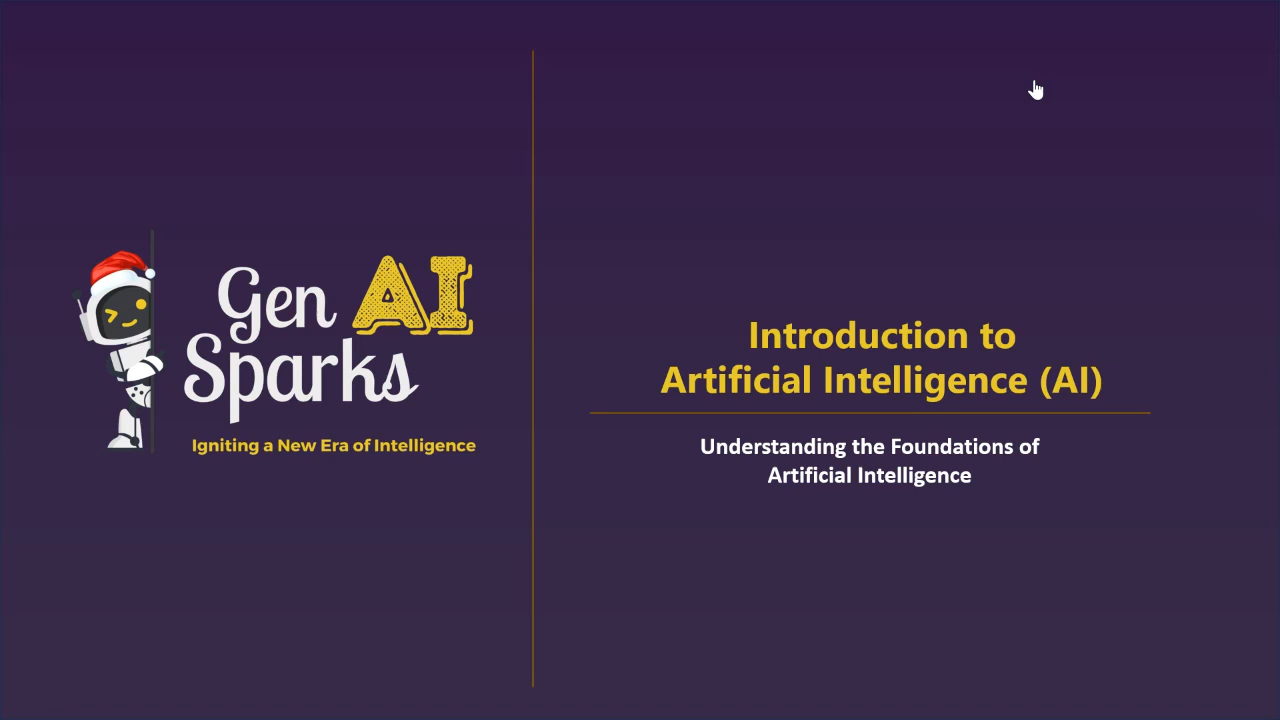 Gen AI
Sparks
Igniting a New Era of Intelligence
Introduction to
Artificial Intelligence (AI)
Understanding the Foundations of
Artificial Intelligence